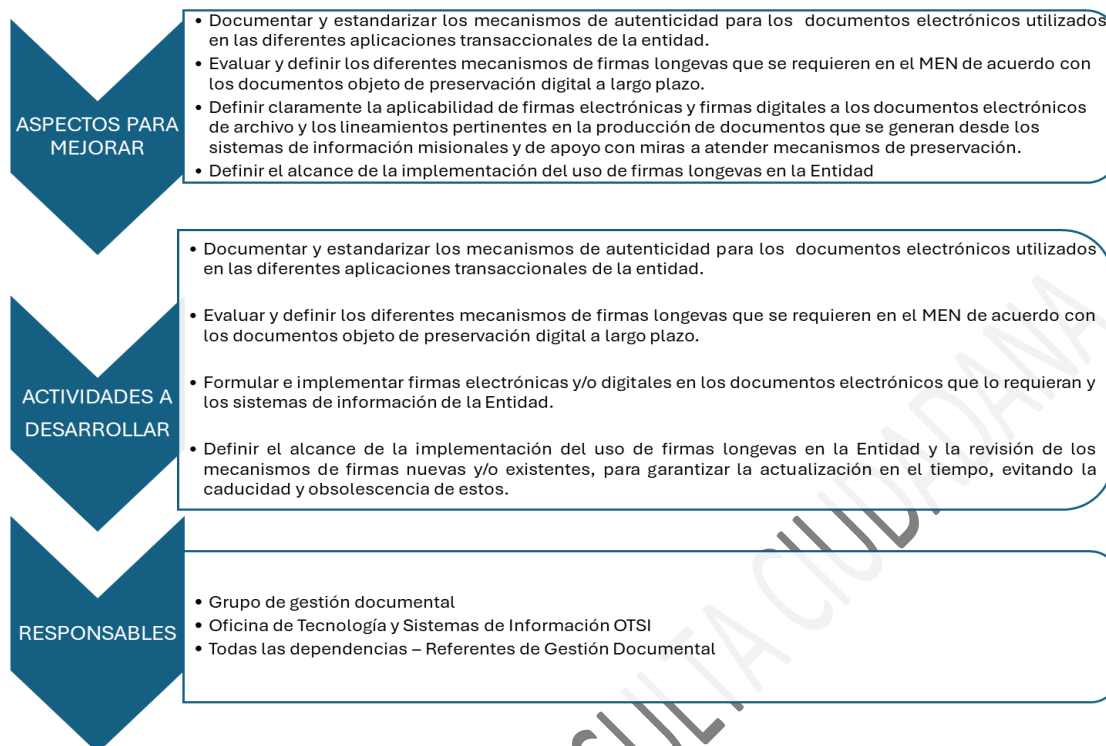 ASPECTOS PARA
MEJORAR
• Documentar y estandarizar los mecanismos de autenticidad para los documentos electrónicos utilizados
en las diferentes aplicaciones transaccionales de la entidad.
• Evaluar y definir los diferentes mecanismos de firmas longevas que se requieren en el MEN de acuerdo con
los documentos objeto de preservación digital a largo plazo.
• Definir claramente la aplicabilidad de firmas electrónicas y firmas digitales a los documentos electrónicos
de archivo y los lineamientos pertinentes en la producción de documentos que se generan desde los
sistemas de información misionales y de apoyo con miras a atender mecanismos de preservación.
• Definir el alcance de la implementación del uso de firmas longevas en la Entidad
ACTIVIDADES A
DESARROLLAR
• Documentar y estandarizar los mecanismos de autenticidad para los documentos electrónicos utilizados
en las diferentes aplicaciones transaccionales de la entidad.
• Evaluar y definir los diferentes mecanismos de firmas longevas que se requieren en el MEN de acuerdo con
los documentos objeto de preservación digital a largo plazo.
• Formular e implementar firmas electrónicas y/o digitales en los documentos electrónicos que lo requieran y
los sistemas de información de la Entidad.
• Definir el alcance de la implementación del uso de firmas longevas en la Entidad y la revisión de los
mecanismos de firmas nuevas y/o existentes, para garantizar la actualización en el tiempo, evitando la
caducidad y obsolescencia de estos.
RESPONSABLES
• Grupo de gestión documental
• Oficina de Tecnología y Sistemas de Información OTSI
• Todas las dependencias – Referentes de Gestión Documental
SULTA CIUDADANA